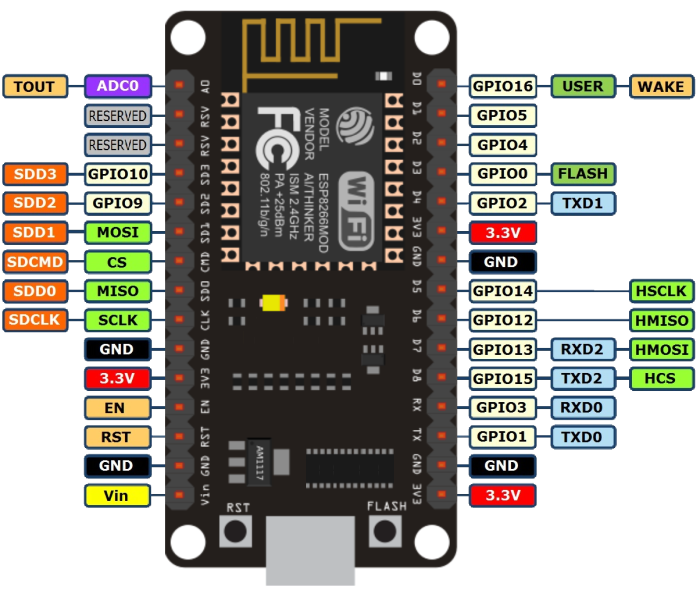 TOUT ADC0 A0 D0 GPIO16 USER WAKE
RESERVED RSV D1 GPIO5
RESERVED RSV D2 GPIO4
SDD3 GPIO10 SD3 D3 GPIO0 FLASH
SDD2 GPIO9 SD2 D4 GPIO2 TXD1
SDD1 MOSI SD1 3V3 3.3V
SDCMD CS CMD GND GND
SDD0 MISO SD0 D5 GPIO14 HSCLK
SDCLK SCLK CLK D6 GPIO12 HMISO
GND GND D7 GPIO13 RXD2 HMOSI
3.3V 3V3 D8 GPIO15 TXD2 HCS
EN EN RX GPIO3 RXD0
RST RST TX GPIO1 TXD0
GND GND GND GND
Vin Vin 3V3 3.3V
MODEL ESP8266MOD
VENDOR AI/THINKER
ISM 2.4GHz
PA +25dBm
802.11b/g/n
FC
Wi Fi
AM1117
RST
FLASH